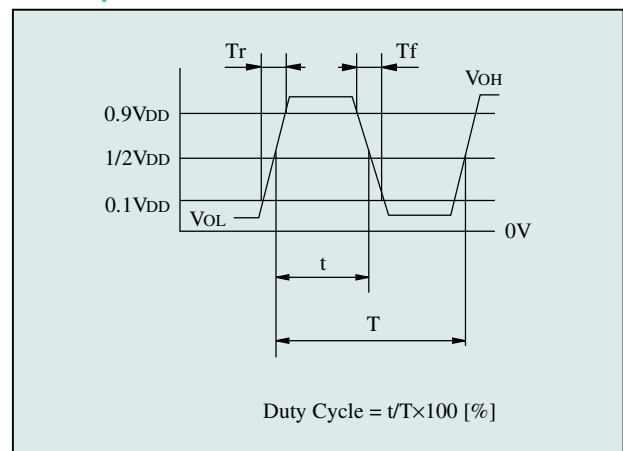 Tr
Tf
VOH
0.9VDD
1/2VDD
0.1VDD
VOL
0V
t
T
Duty Cycle = t/T×100 [%]